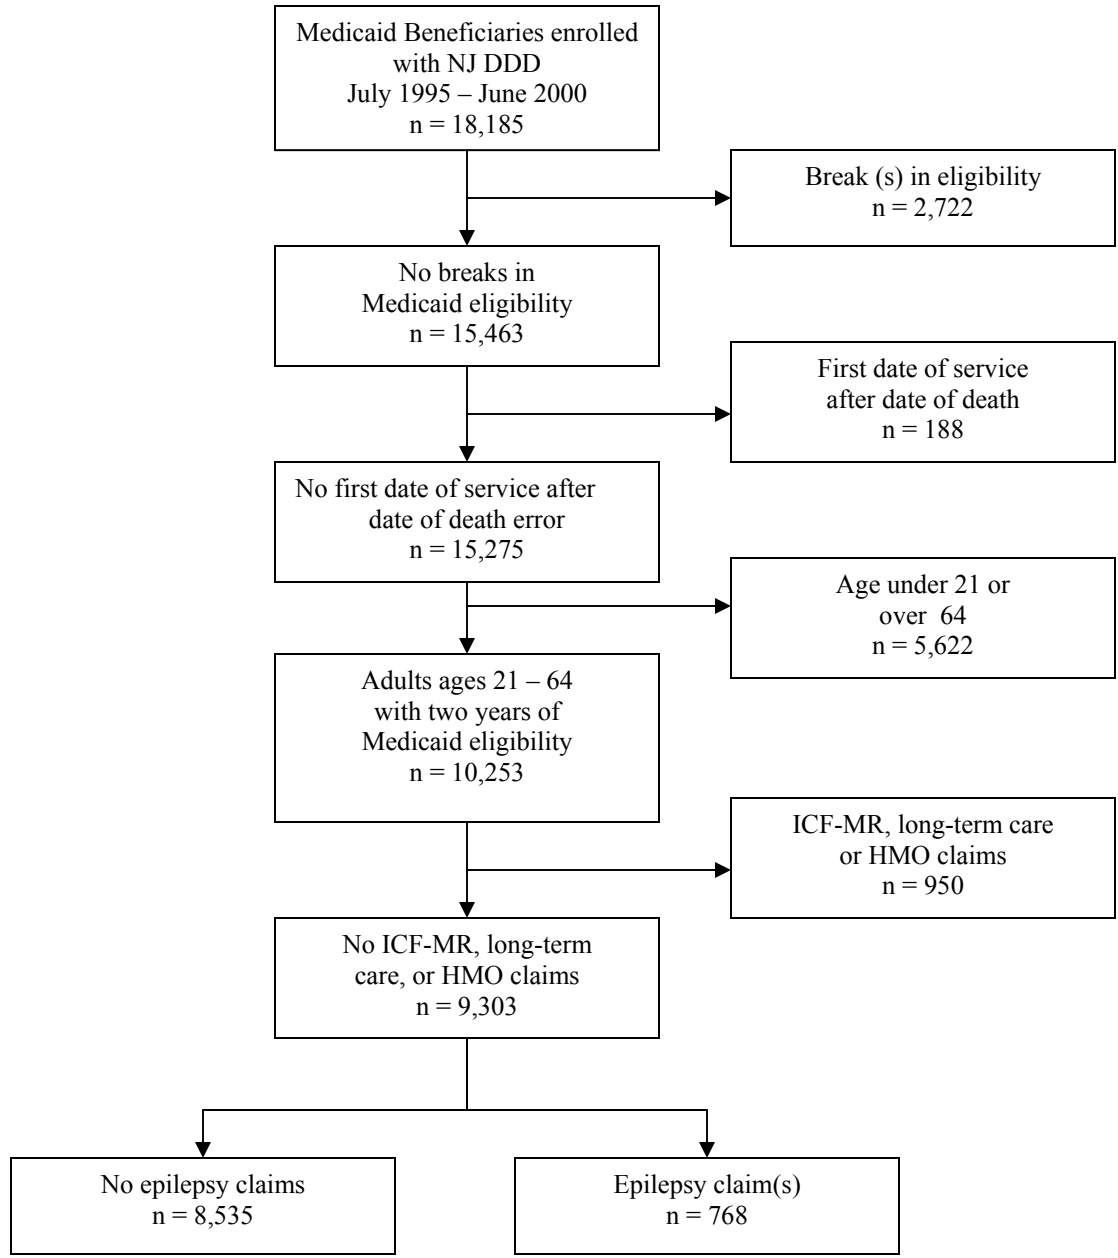 Medicaid Beneficiaries enrolled
with NJ DDD
July 1995 – June 2000
n = 18,185
Break (s) in eligibility
n = 2,722
No breaks in
Medicaid eligibility
n = 15,463
First date of service
after date of death
n = 188
No first date of service after
date of death error
n = 15,275
Age under 21 or
over 64
n = 5,622
Adults ages 21 – 64
with two years of
Medicaid eligibility
n = 10,253
ICF-MR, long-term care
or HMO claims
n = 950
No ICF-MR, long-term
care, or HMO claims
n = 9,303
No epilepsy claims
n = 8,535
Epilepsy claim(s)
n = 768